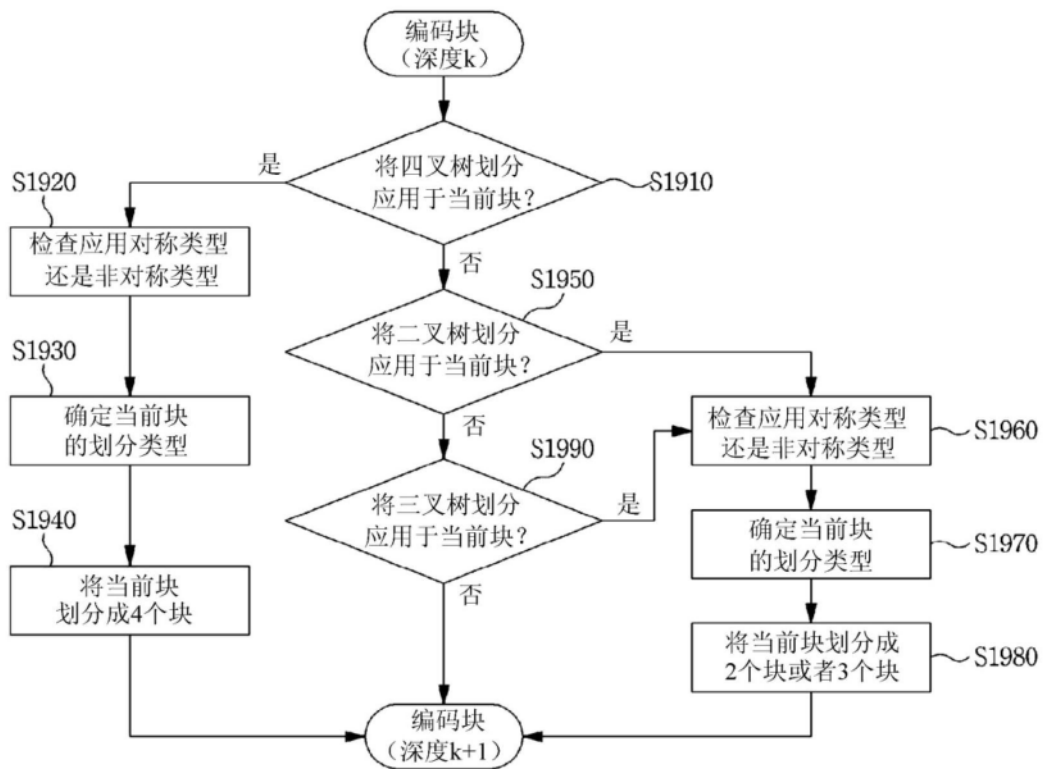 编码块
（深度k）
是
将四叉树划分
应用于当前块？
S1910
S1920
检查应用对称类型
还是非对称类型
否
S1950
将二叉树划分
应用于当前块？
是
S1930
确定当前块
的划分类型
否
检查应用对称类型
还是非对称类型
S1960
S1990
将三叉树划分
应用于当前块？
是
S1940
将当前块
划分成4个块
确定当前块
的划分类型
S1970
否
将当前块划分成
2个块或者3个块
S1980
编码块
（深度k+1）